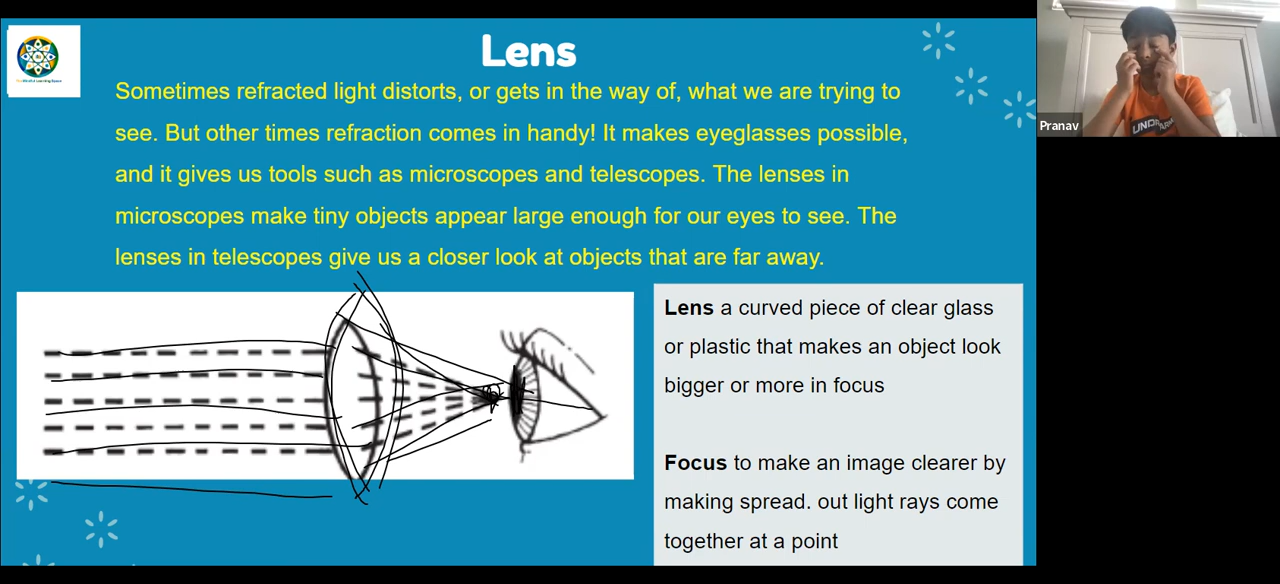 Lens
Sometimes refracted light distorts, or gets in the way of, what we are trying to
see. But other times refraction comes in handy! It makes eyeglasses possible,
and it gives us tools such as microscopes and telescopes. The lenses in
microscopes make tiny objects appear large enough for our eyes to see. The
lenses in telescopes give us a closer look at objects that are far away.
Lens a curved piece of clear glass
or plastic that makes an object look
bigger or more in focus
Focus to make an image clearer by
making spread. out light rays come
together at a point
Pranav